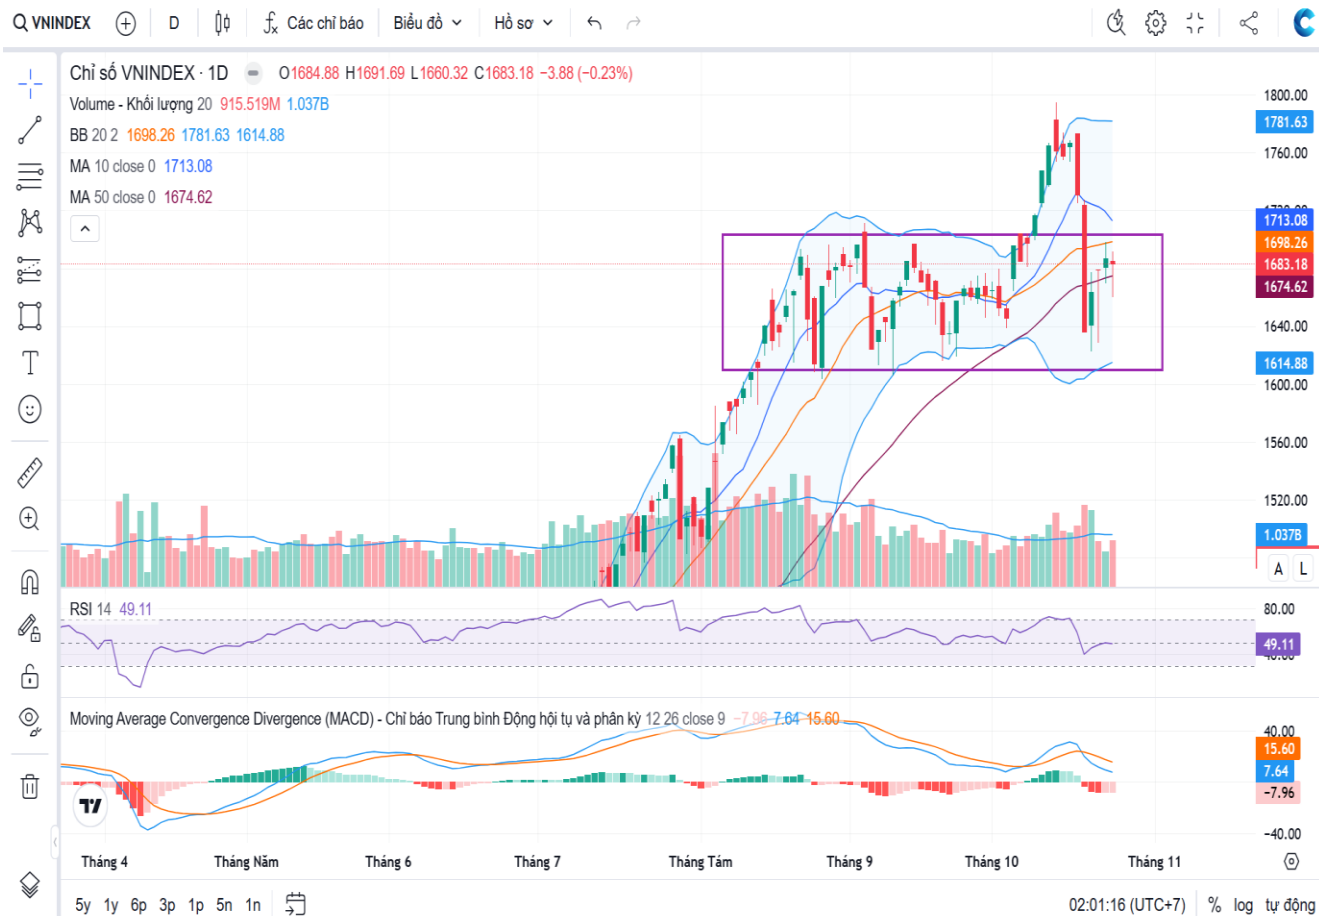 VNINDEX D Các chỉ báo Biểu đồ Hồ sơ
Chỉ số VNINDEX · 1D O1684.88 H1691.69 L1660.32 C1683.18 −3.88 (−0.23%)
Volume - Khối lượng 20 915.519M 1.037B
BB 20 2 1698.26 1781.63 1614.88
MA 10 close 0 1713.08
MA 50 close 0 1674.62
1800.00
1781.63
1760.00
1713.08
1698.26
1683.18
1674.62
1640.00
1614.88
1600.00
1560.00
1520.00
1.037B
A L
RSI 14 49.11
80.00
49.11
Moving Average Convergence Divergence (MACD) - Chỉ báo Trung bình Động hội tụ và phân kỳ 12 26 close 9 −7.96 7.64 15.60
40.00
15.60
7.64
−7.96
−40.00
Tháng 4 Tháng Năm Tháng 6 Tháng 7 Tháng Tám Tháng 9 Tháng 10 Tháng 11
5y 1y 6p 3p 1p 5n 1n 02:01:16 (UTC+7) % log tự động